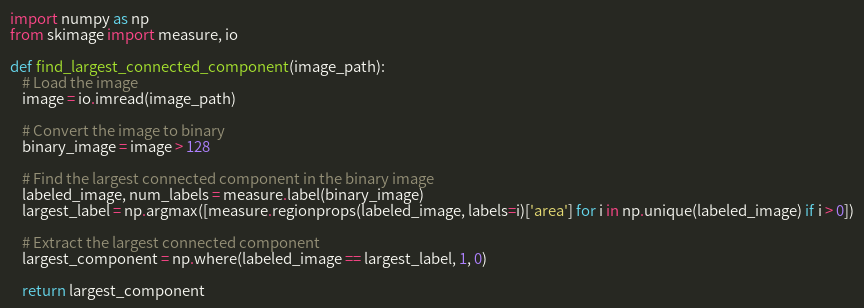 import numpy as np
from skimage import measure, io
def find_largest_connected_component(image_path):
# Load the image
image = io.imread(image_path)
# Convert the image to binary
binary_image = image > 128
# Find the largest connected component in the binary image
labeled_image, num_labels = measure.label(binary_image)
largest_label = np.argmax([measure.regionprops(labeled_image, labels=i)['area'] for i in np.unique(labeled_image) if i > 0])
# Extract the largest connected component
largest_component = np.where(labeled_image == largest_label, 1, 0)
return largest_component